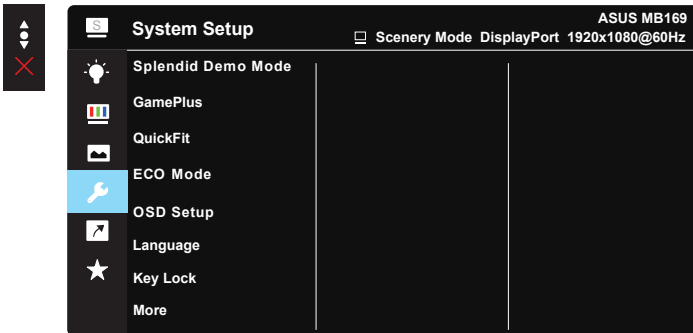 S
System Setup
ASUS MB169
Scenery Mode DisplayPort 1920x1080@60Hz
Splendid Demo Mode
GamePlus
QuickFit
ECO Mode
OSD Setup
Language
Key Lock
More